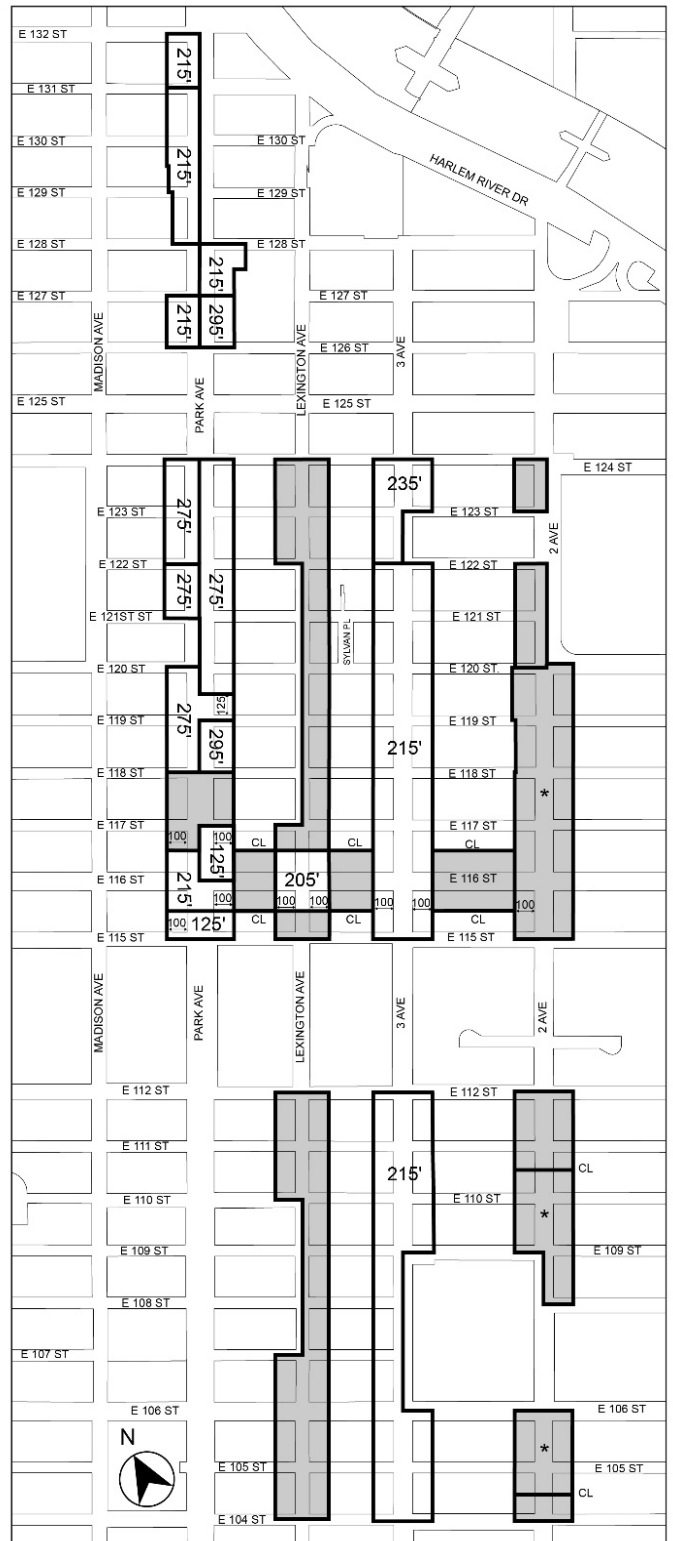 E 132 ST
215'
E 131 ST
E 130 ST
215'
E 130 ST
E 129 ST
E 129 ST
HARLEM RIVER DR
E 128 ST
E 128 ST
215'
E 127 ST
E 127 ST
215'
295'
MADISON AVE
PARK AVE
LEXINGTON AVE
3 AVE
E 126 ST
E 125 ST
E 125 ST
E 124 ST
235'
275'
E 123 ST
E 123 ST
2 AVE
E 122 ST
E 122 ST
275'
275'
E 121ST ST
E 121 ST
SYLVAN PL
E 120 ST
E 120 ST.
125'
275'
E 119 ST
E 119 ST
295'
215'
E 118 ST
E 118 ST
*
E 117 ST
E 117 ST
100
100
125'
CL
CL
CL
E 116 ST
205'
E 116 ST
215'
100
100
100
100
100
100
100
125'
CL
CL
CL
E 115 ST
E 115 ST
MADISON AVE
PARK AVE
LEXINGTON AVE
3 AVE
2 AVE
E 112 ST
E 112 ST
E 111 ST
215'
CL
E 110 ST
E 110 ST
*
E 109 ST
E 109 ST
E 108 ST
E 107 ST
E 106 ST
E 106 ST
N
*
E 105 ST
E 105 ST
CL
E 104 ST